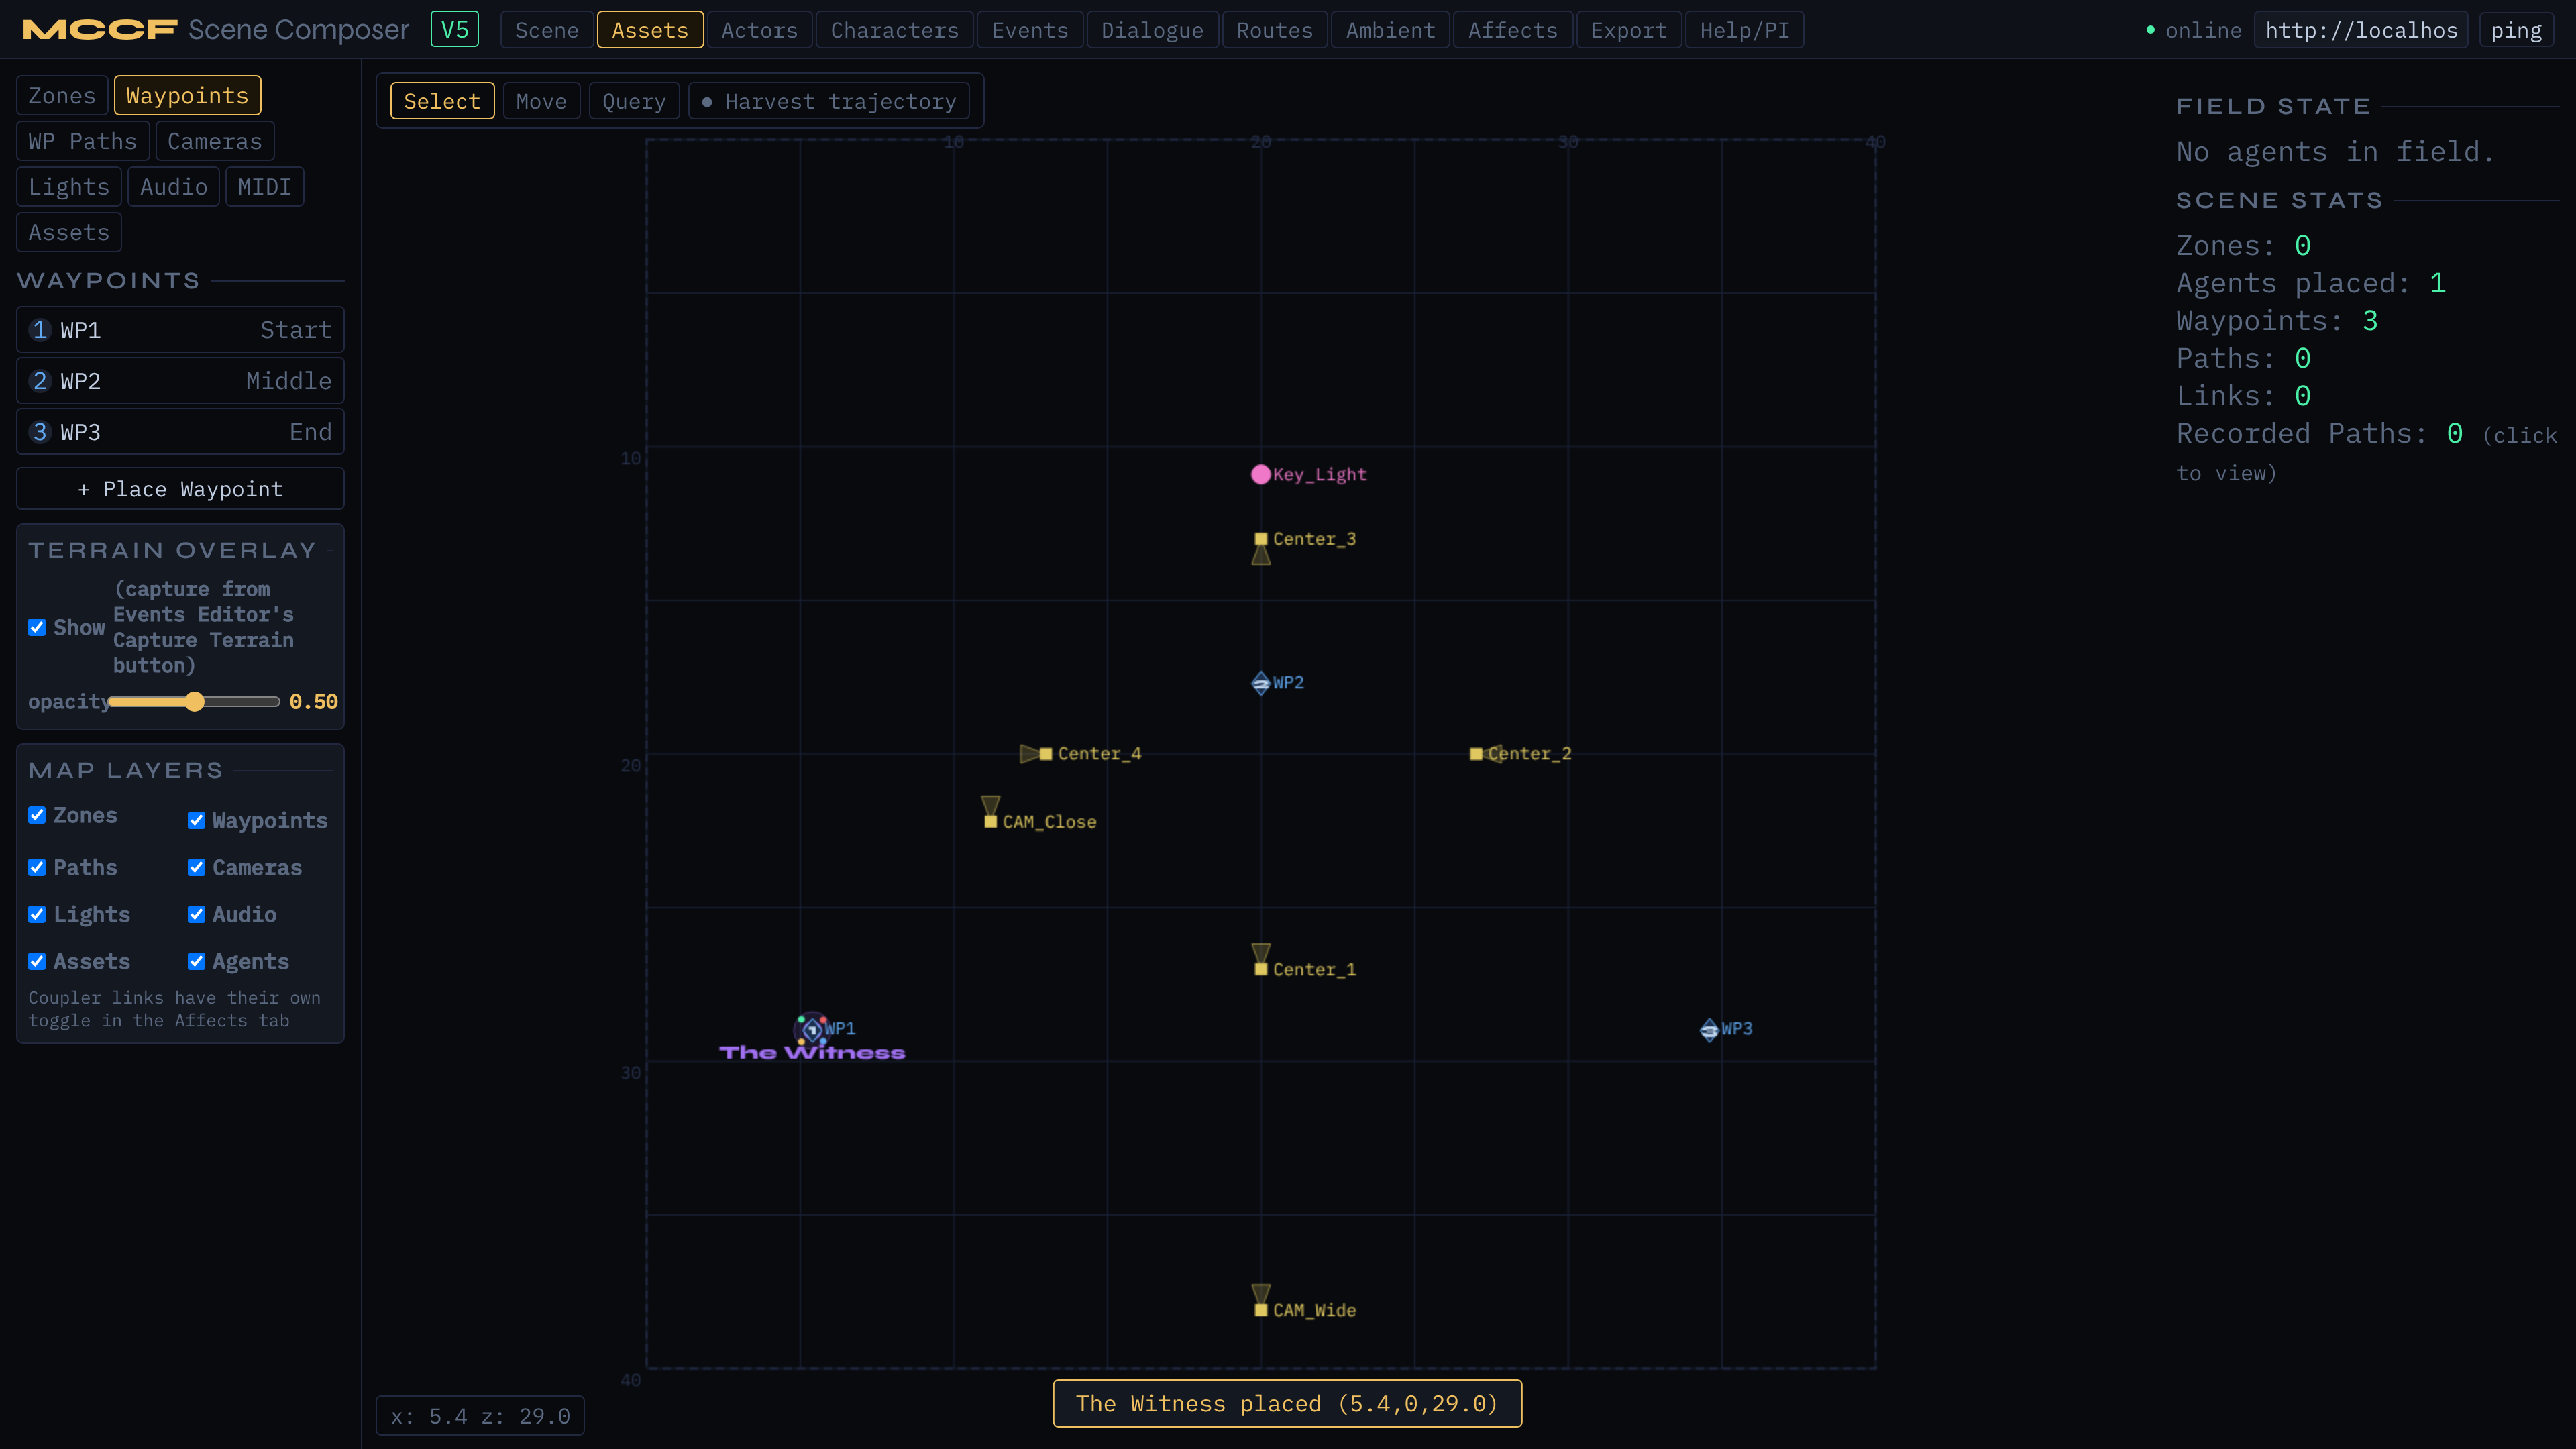 MCCF Scene Composer V5 Scene Assets Actors Characters Events Dialogue Routes Ambient Affects Export Help/PI online http://localhos ping
Zones Waypoints
WP Paths Cameras
Lights Audio MIDI
Assets
WAYPOINTS
1 WP1 Start
2 WP2 Middle
3 WP3 End
+ Place Waypoint
TERRAIN OVERLAY
Show (capture from
Events Editor's
Capture Terrain
button)
opacity 0.50
MAP LAYERS
Zones Waypoints
Paths Cameras
Lights Audio
Assets Agents
Coupler links have their own
toggle in the Affects tab
Select Move Query Harvest trajectory
10 20 30 40
10
Key_Light
Center_3
2 WP2
20
Center_4 Center_2
CAM_Close
Center_1
1 WP1 3 WP3
The Witness
30
CAM_Wide
40
x: 5.4 z: 29.0
The Witness placed (5.4,0,29.0)
FIELD STATE
No agents in field.
SCENE STATS
Zones: 0
Agents placed: 1
Waypoints: 3
Paths: 0
Links: 0
Recorded Paths: 0 (click
to view)